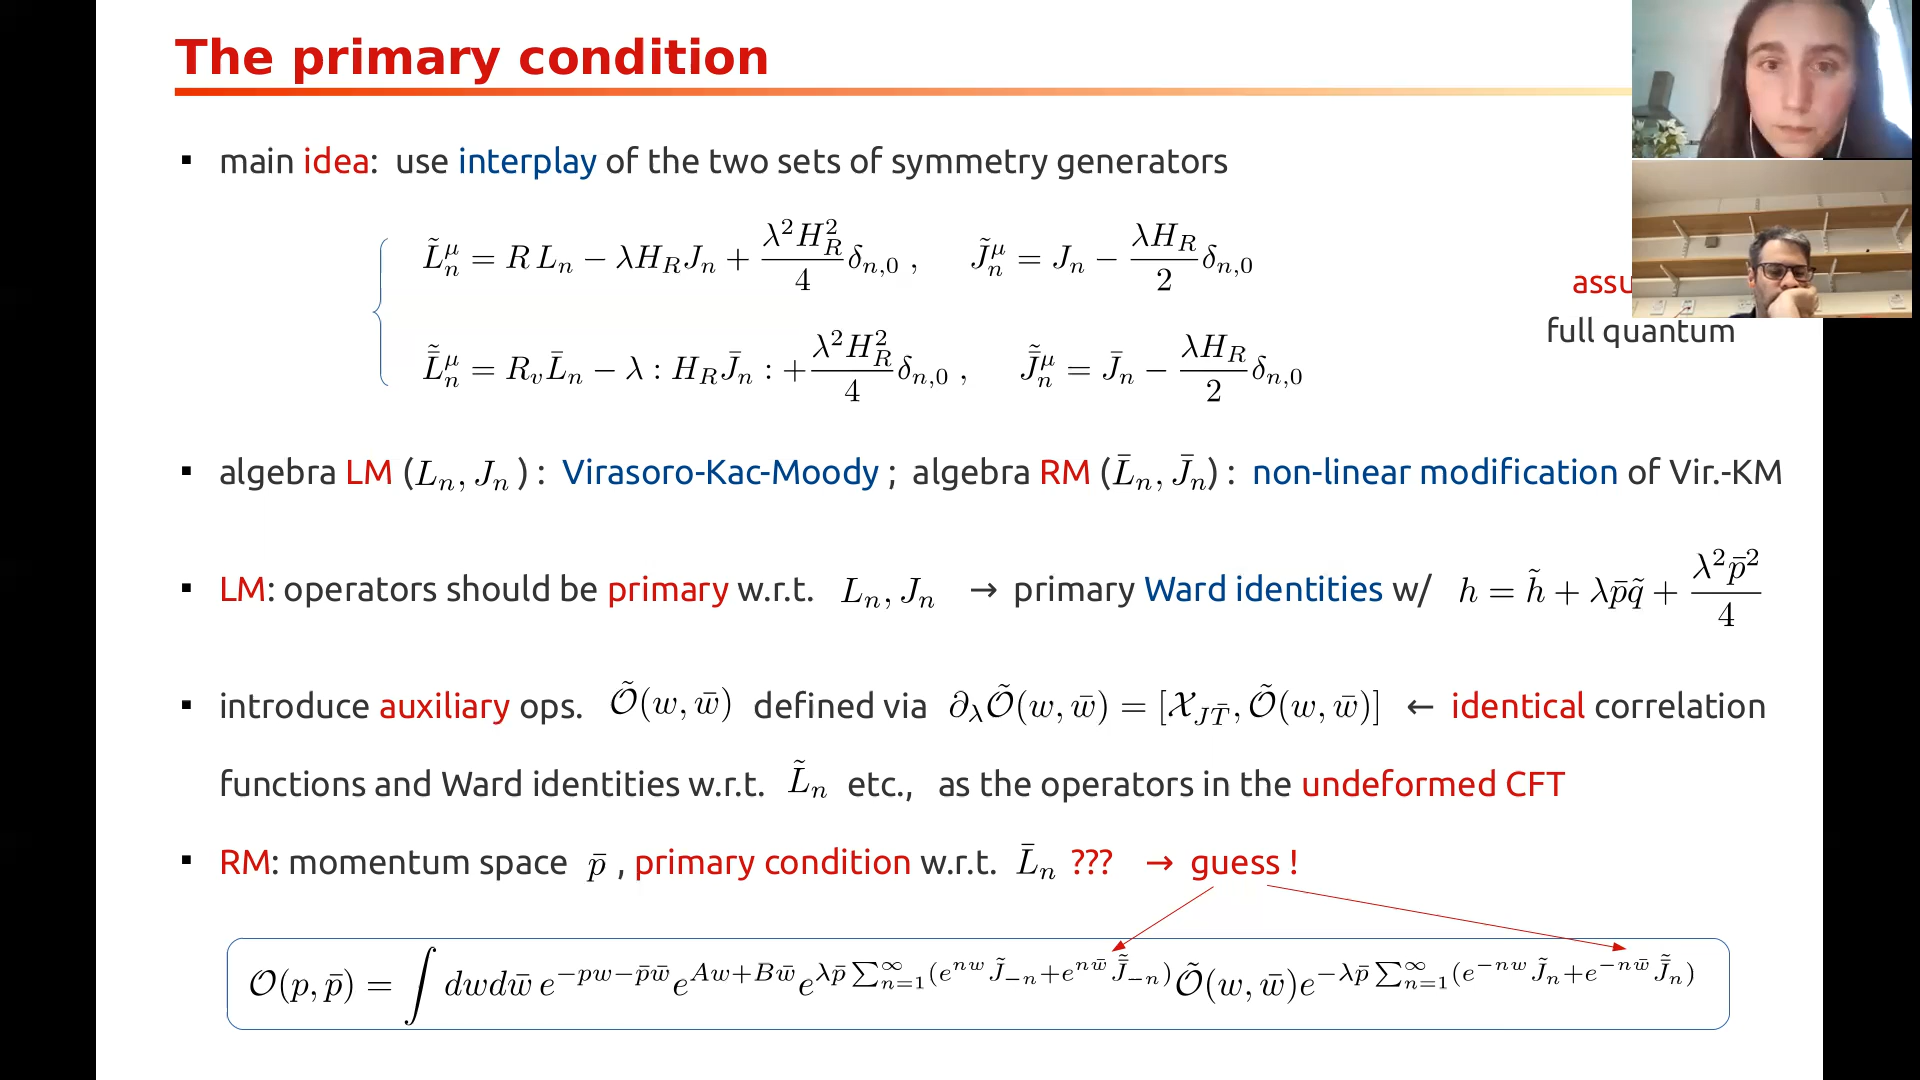 The primary condition
▪ main idea: use interplay of the two sets of symmetry generators
L̃ₙ^μ = R Lₙ − λH_R Jₙ + λ²H_R²/4 δₙ,₀ , J̃ₙ^μ = Jₙ − λH_R/2 δₙ,₀
assu
L̄̃ₙ^μ = R_v L̄ₙ − λ : H_R J̄ₙ : + λ²H_R²/4 δₙ,₀ , J̄̃ₙ^μ = J̄ₙ − λH_R/2 δₙ,₀
full quantum
▪ algebra LM (Lₙ, Jₙ ) : Virasoro-Kac-Moody ; algebra RM (L̄ₙ, J̄ₙ) : non-linear modification of Vir.-KM
▪ LM: operators should be primary w.r.t. Lₙ, Jₙ → primary Ward identities w/ h = h̃ + λp̄q̃ + λ²p̄²/4
▪ introduce auxiliary ops. Õ(w, w̄) defined via ∂_λÕ(w, w̄) = [𝒳_{JT̄}, Õ(w, w̄)] ← identical correlation
functions and Ward identities w.r.t. L̃ₙ etc., as the operators in the undeformed CFT
▪ RM: momentum space p̄ , primary condition w.r.t. L̄ₙ ??? → guess !
O(p, p̄) = ∫ dwdw̄ e^{−pw−p̄w̄} e^{Aw+Bw̄} e^{λp̄ ∑_{n=1}^{∞}(e^{nw} J̃_{−n}+e^{nw̄} J̄̃_{−n})} Õ(w, w̄) e^{−λp̄ ∑_{n=1}^{∞}(e^{−nw} J̃_n+e^{−nw̄} J̄̃_n)}